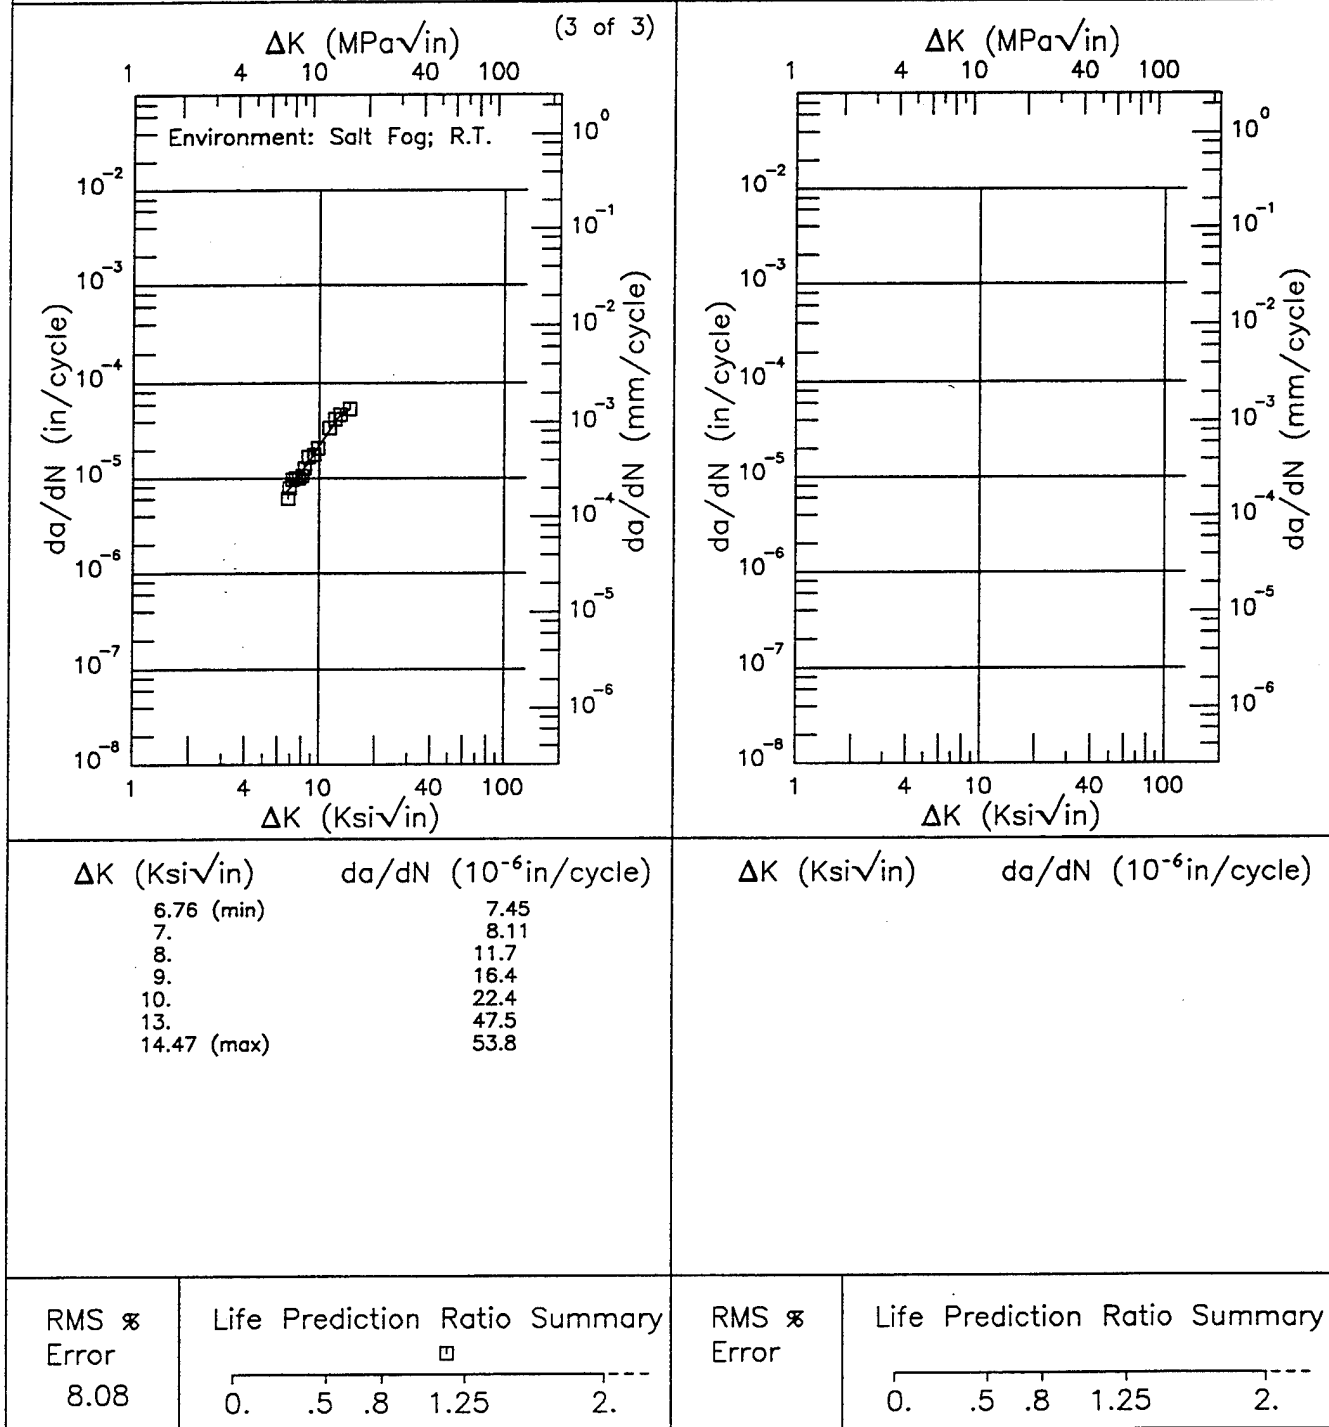 (3 of 3)
ΔK (MPa√in)
1 4 10 40 100
Environment: Salt Fog; R.T.
da/dN (in/cycle)
10⁻²
10⁻³
10⁻⁴
10⁻⁵
10⁻⁶
10⁻⁷
10⁻⁸
da/dN (mm/cycle)
10⁰
10⁻¹
10⁻²
10⁻³
10⁻⁴
10⁻⁵
10⁻⁶
1 4 10 40 100
ΔK (Ksi√in)
ΔK (MPa√in)
1 4 10 40 100
da/dN (in/cycle)
10⁻²
10⁻³
10⁻⁴
10⁻⁵
10⁻⁶
10⁻⁷
10⁻⁸
da/dN (mm/cycle)
10⁰
10⁻¹
10⁻²
10⁻³
10⁻⁴
10⁻⁵
10⁻⁶
1 4 10 40 100
ΔK (Ksi√in)
ΔK (Ksi√in) da/dN (10⁻⁶in/cycle)
6.76 (min) 7.45
7. 8.11
8. 11.7
9. 16.4
10. 22.4
13. 47.5
14.47 (max) 53.8
ΔK (Ksi√in) da/dN (10⁻⁶in/cycle)
RMS %
Error
8.08
Life Prediction Ratio Summary
0. .5 .8 1.25 2.
RMS %
Error
Life Prediction Ratio Summary
0. .5 .8 1.25 2.